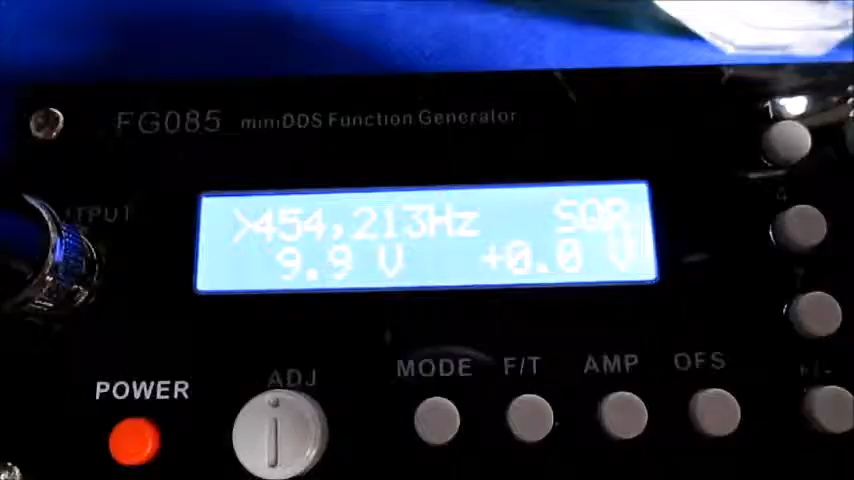 FG085 miniDDS Function Generator
>454,213Hz SQR
9.9 V +0.0 V
MODE F/T AMP OFS
POWER ADJ